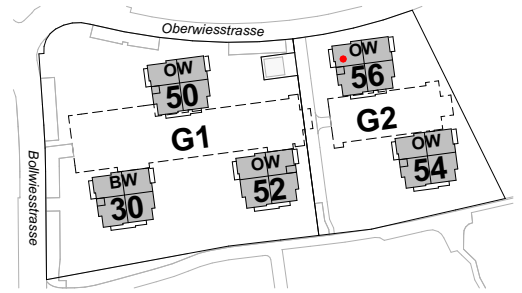 Oberwiesstrasse
OW
56
OW
50
G2
G1
OW
54
OW
52
BW
30
Bollwiesstrasse